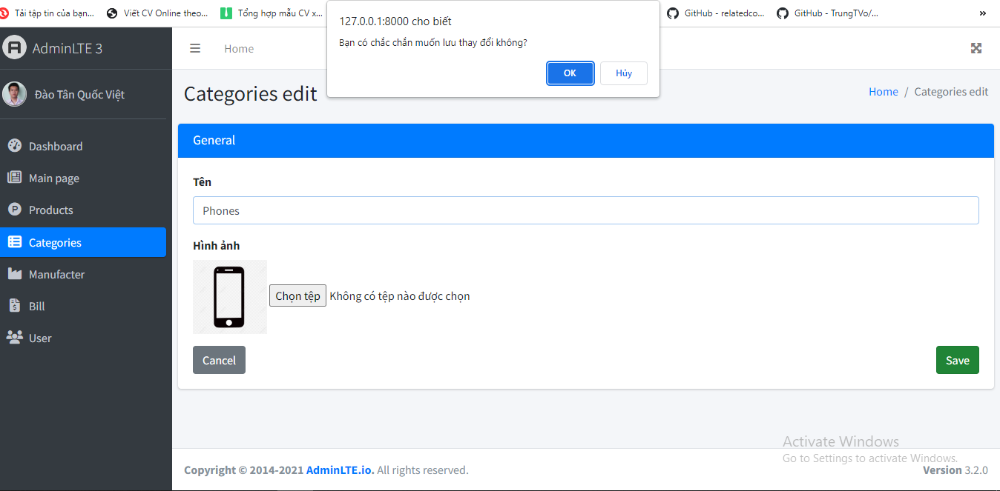 Tải tập tin của bạn...
Viết CV Online theo...
Tổng hợp mẫu CV x...
GitHub - relatedco...
GitHub - TrungTVo/...
»
127.0.0.1:8000 cho biết
Bạn có chắc chắn muốn lưu thay đổi không?
OK
Hủy
AdminLTE 3
Home
Đào Tân Quốc Việt
Categories edit
Home / Categories edit
Dashboard
Main page
Products
Categories
Manufacter
Bill
User
General
Tên
Phones
Hình ảnh
Chọn tệp Không có tệp nào được chọn
Cancel
Save
Activate Windows
Go to Settings to activate Windows.
Copyright © 2014-2021 AdminLTE.io. All rights reserved.
Version 3.2.0